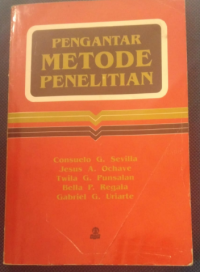 PENGANTAR
METODE
PENELITIAN
Consuelo G. Sevilla
Jesus A. Ochave
Twila G. Punsalan
Bella P. Regala
Gabriel G. Uriarte